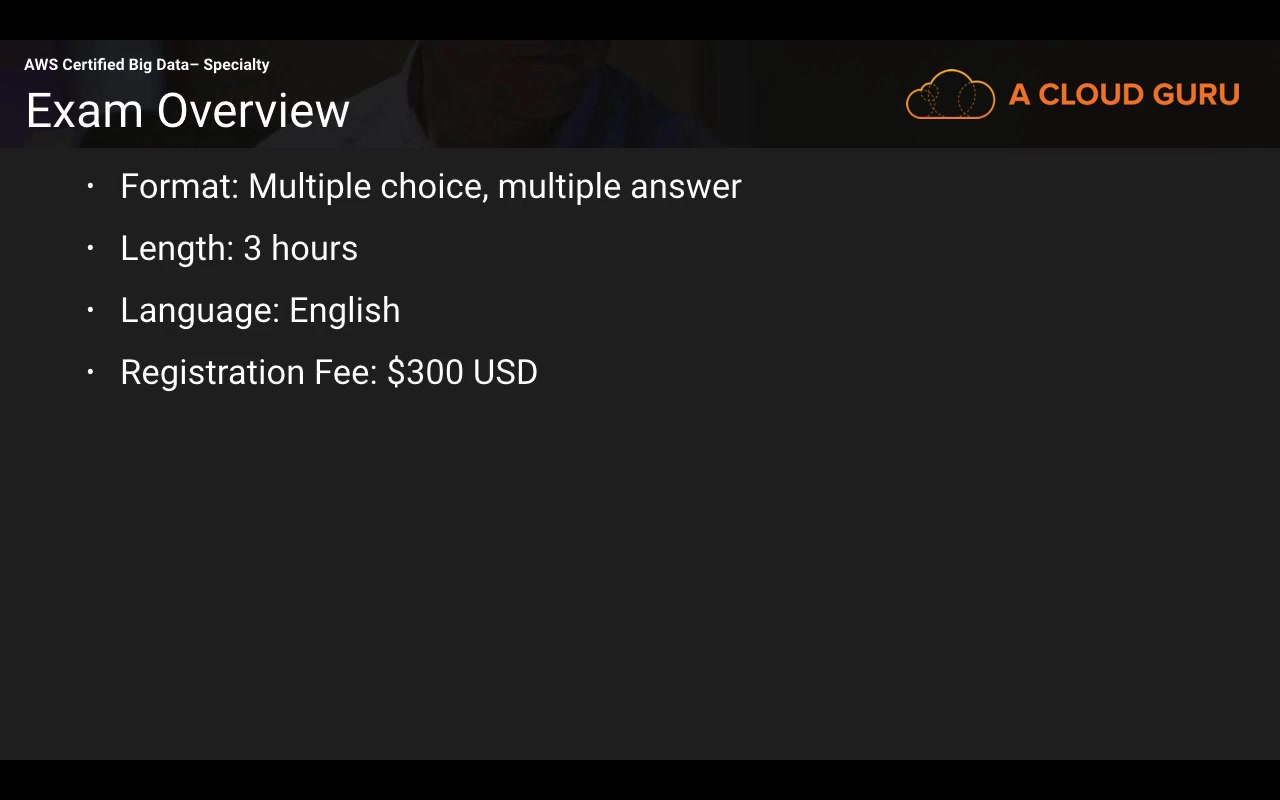 AWS Certified Big Data– Specialty
Exam Overview
A CLOUD GURU
• Format: Multiple choice, multiple answer
• Length: 3 hours
• Language: English
• Registration Fee: $300 USD